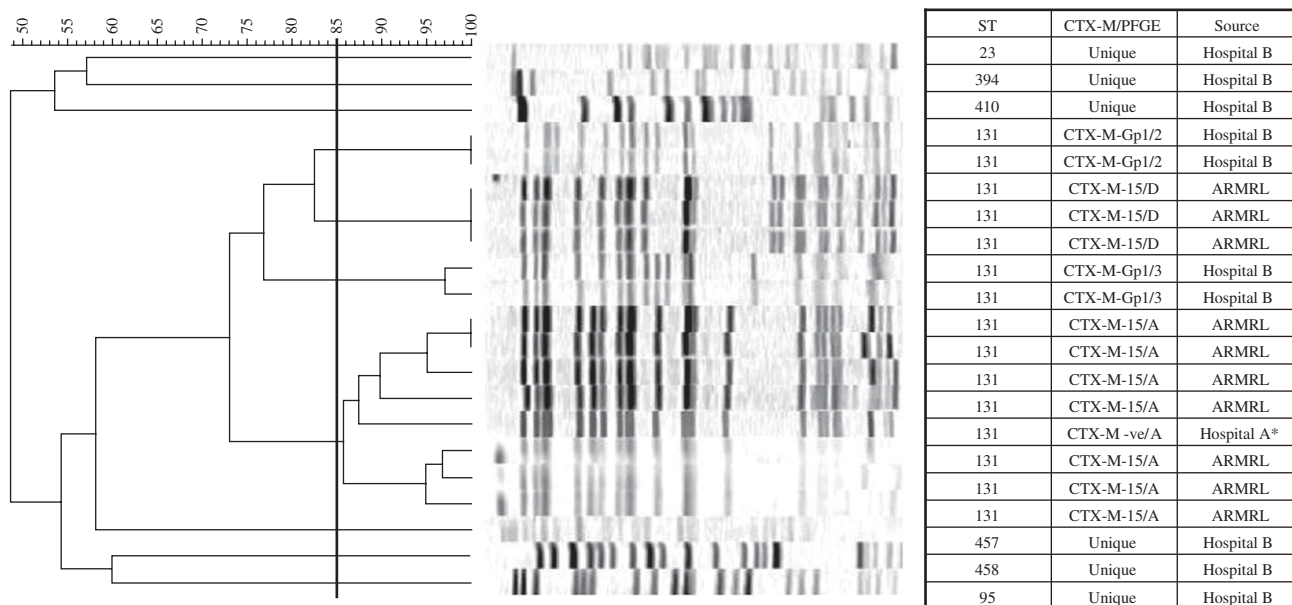 50 55 60 65 70 75 80 85 90 95 100
ST CTX-M/PFGE Source
23 Unique Hospital B
394 Unique Hospital B
410 Unique Hospital B
131 CTX-M-Gp1/2 Hospital B
131 CTX-M-Gp1/2 Hospital B
131 CTX-M-15/D ARMRL
131 CTX-M-15/D ARMRL
131 CTX-M-15/D ARMRL
131 CTX-M-Gp1/3 Hospital B
131 CTX-M-Gp1/3 Hospital B
131 CTX-M-15/A ARMRL
131 CTX-M-15/A ARMRL
131 CTX-M-15/A ARMRL
131 CTX-M-15/A ARMRL
131 CTX-M -ve/A Hospital A*
131 CTX-M-15/A ARMRL
131 CTX-M-15/A ARMRL
131 CTX-M-15/A ARMRL
457 Unique Hospital B
458 Unique Hospital B
95 Unique Hospital B